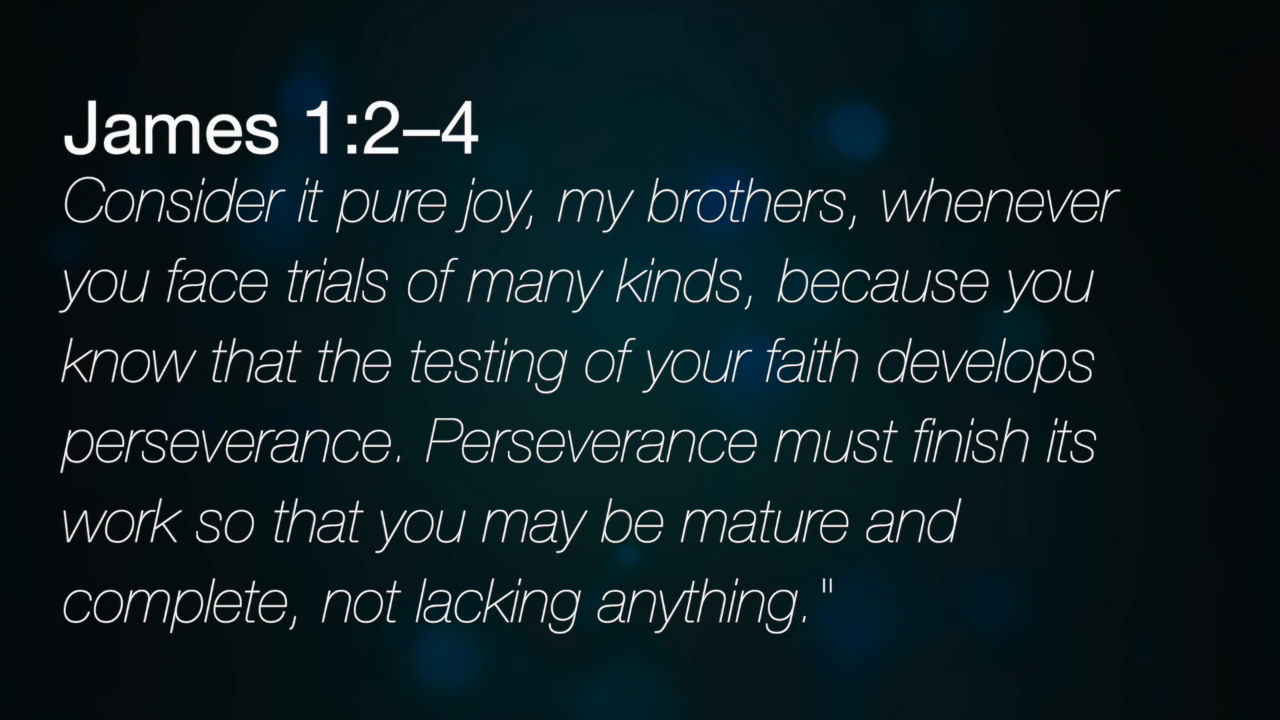 James 1:2–4
Consider it pure joy, my brothers, whenever
you face trials of many kinds, because you
know that the testing of your faith develops
perseverance. Perseverance must finish its
work so that you may be mature and
complete, not lacking anything."